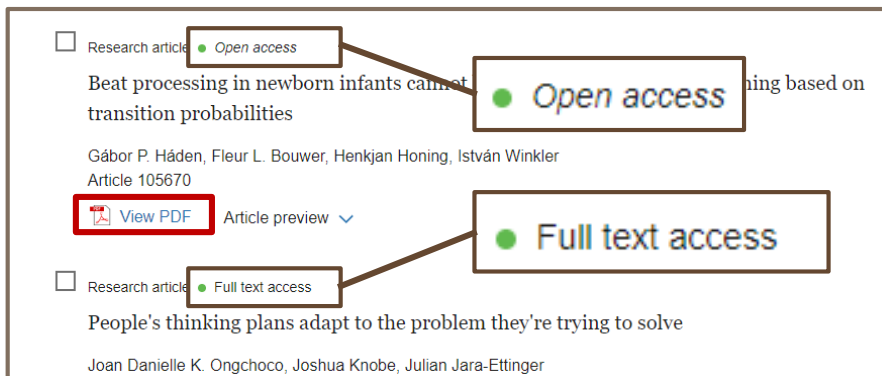 Research article ● Open access
Beat processing in newborn infants cannot
ning based on
transition probabilities
● Open access
Gábor P. Háden, Fleur L. Bouwer, Henkjan Honing, István Winkler
Article 105670
View PDF Article preview
● Full text access
Research article ● Full text access
People's thinking plans adapt to the problem they're trying to solve
Joan Danielle K. Ongchoco, Joshua Knobe, Julian Jara-Ettinger